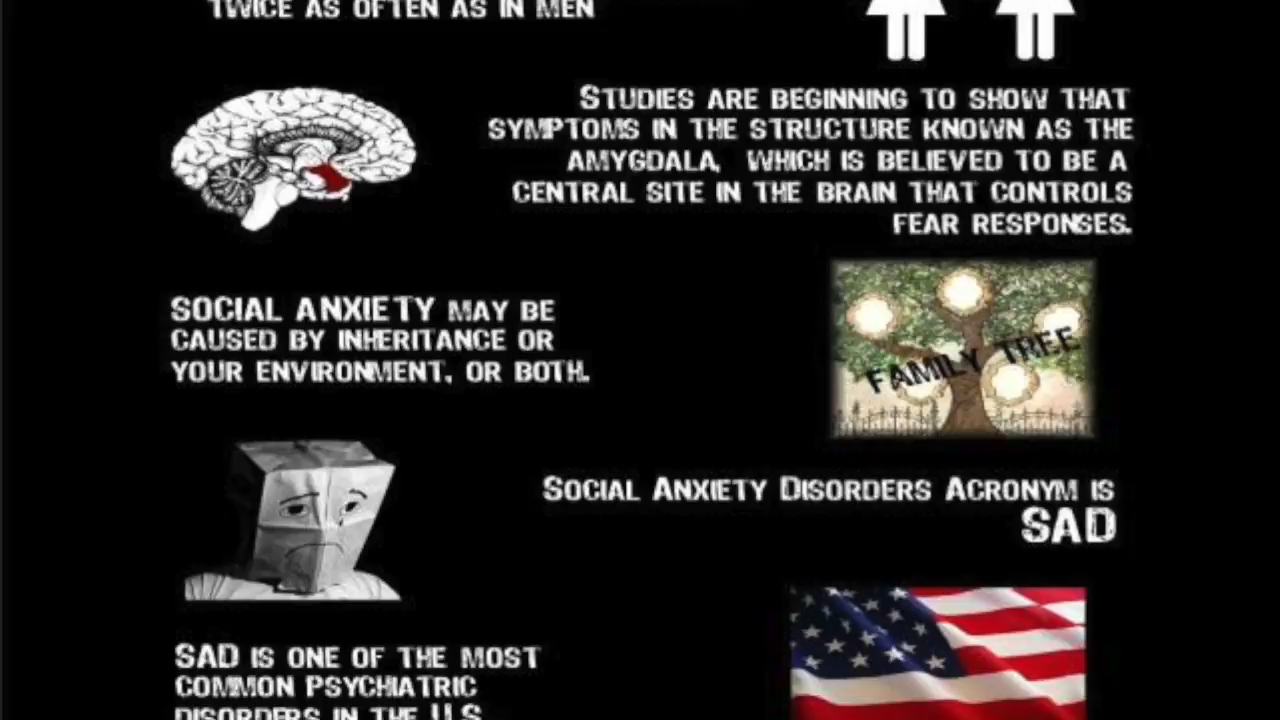 TWICE AS OFTEN AS IN MEN
STUDIES ARE BEGINNING TO SHOW THAT
SYMPTOMS IN THE STRUCTURE KNOWN AS THE
AMYGDALA, WHICH IS BELIEVED TO BE A
CENTRAL SITE IN THE BRAIN THAT CONTROLS
FEAR RESPONSES.
SOCIAL ANXIETY MAY BE
CAUSED BY INHERITANCE OR
YOUR ENVIRONMENT, OR BOTH.
FAMILY TREE
SOCIAL ANXIETY DISORDERS ACRONYM IS
SAD
SAD IS ONE OF THE MOST
COMMON PSYCHIATRIC
DISORDERS IN THE U.S